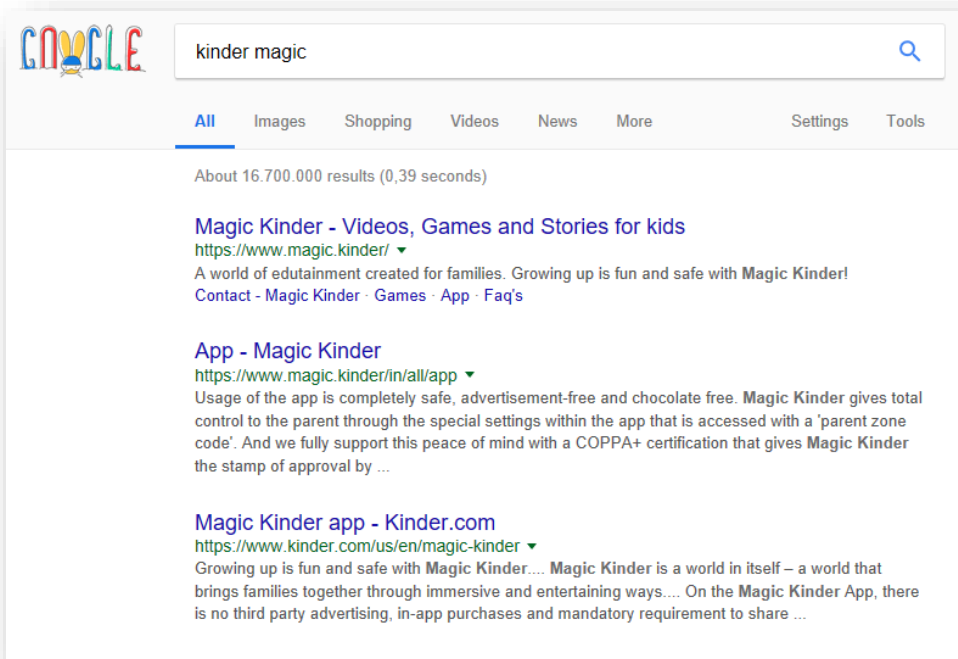 GOOGLE
kinder magic
All Images Shopping Videos News More Settings Tools
About 16.700.000 results (0,39 seconds)
Magic Kinder - Videos, Games and Stories for kids
https://www.magic.kinder/
A world of edutainment created for families. Growing up is fun and safe with Magic Kinder!
Contact - Magic Kinder · Games · App · Faq's
App - Magic Kinder
https://www.magic.kinder/in/all/app
Usage of the app is completely safe, advertisement-free and chocolate free. Magic Kinder gives total
control to the parent through the special settings within the app that is accessed with a 'parent zone
code'. And we fully support this peace of mind with a COPPA+ certification that gives Magic Kinder
the stamp of approval by ...
Magic Kinder app - Kinder.com
https://www.kinder.com/us/en/magic-kinder
Growing up is fun and safe with Magic Kinder.... Magic Kinder is a world in itself – a world that
brings families together through immersive and entertaining ways.... On the Magic Kinder App, there
is no third party advertising, in-app purchases and mandatory requirement to share ...